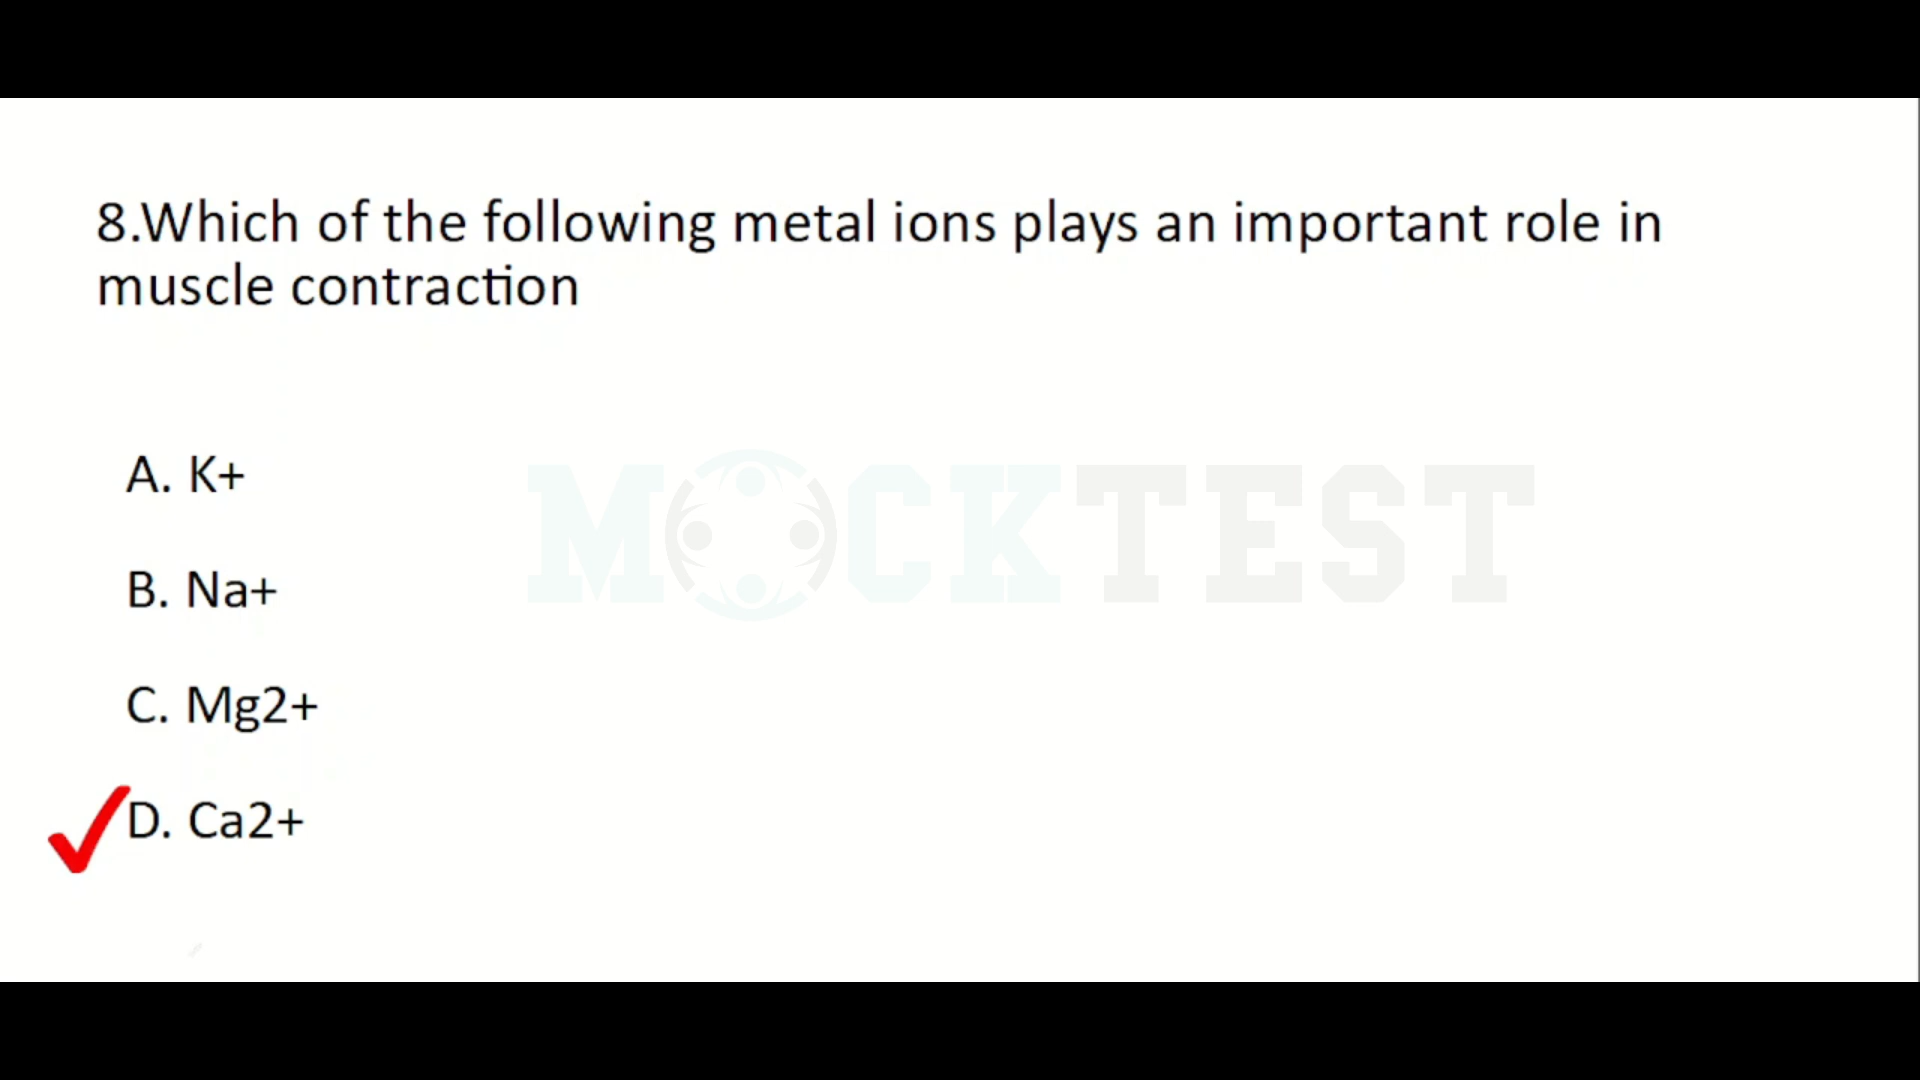 8.Which of the following metal ions plays an important role in
muscle contraction
A. K+
B. Na+
MOCKTEST
C. Mg2+
D. Ca2+